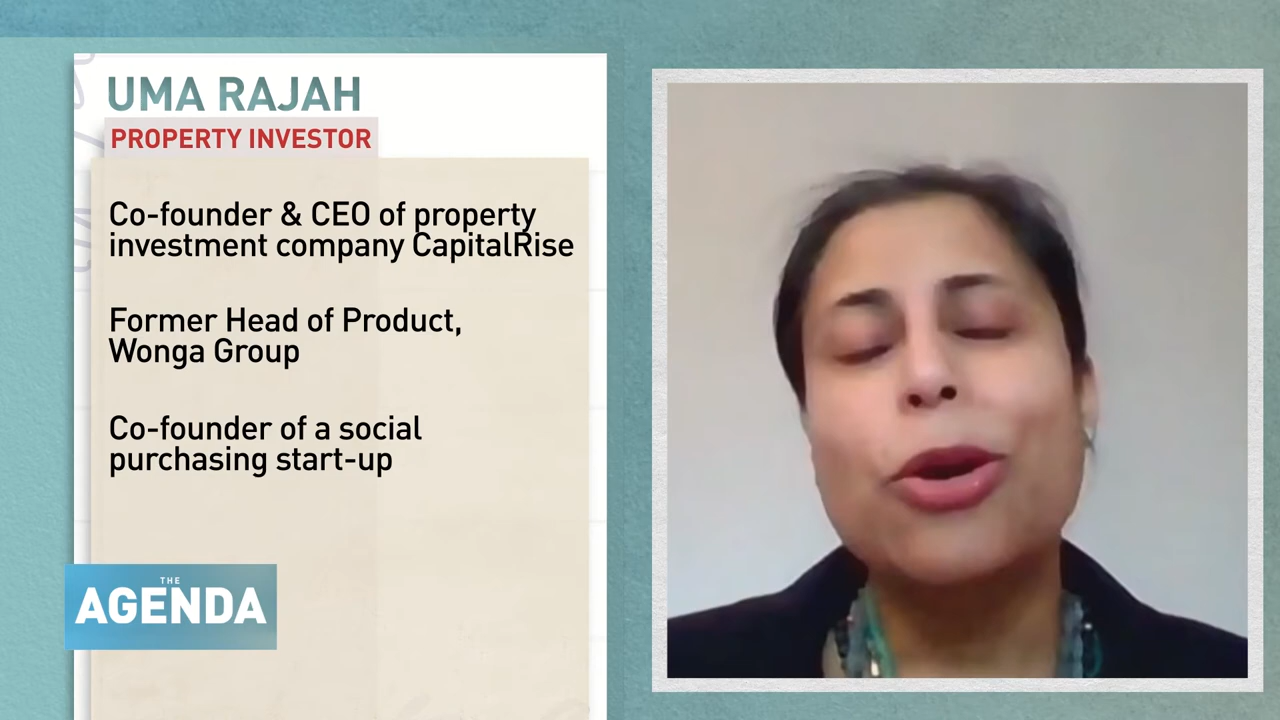 UMA RAJAH
PROPERTY INVESTOR
Co-founder & CEO of property
investment company CapitalRise
Former Head of Product,
Wonga Group
Co-founder of a social
purchasing start-up
THE
AGENDA